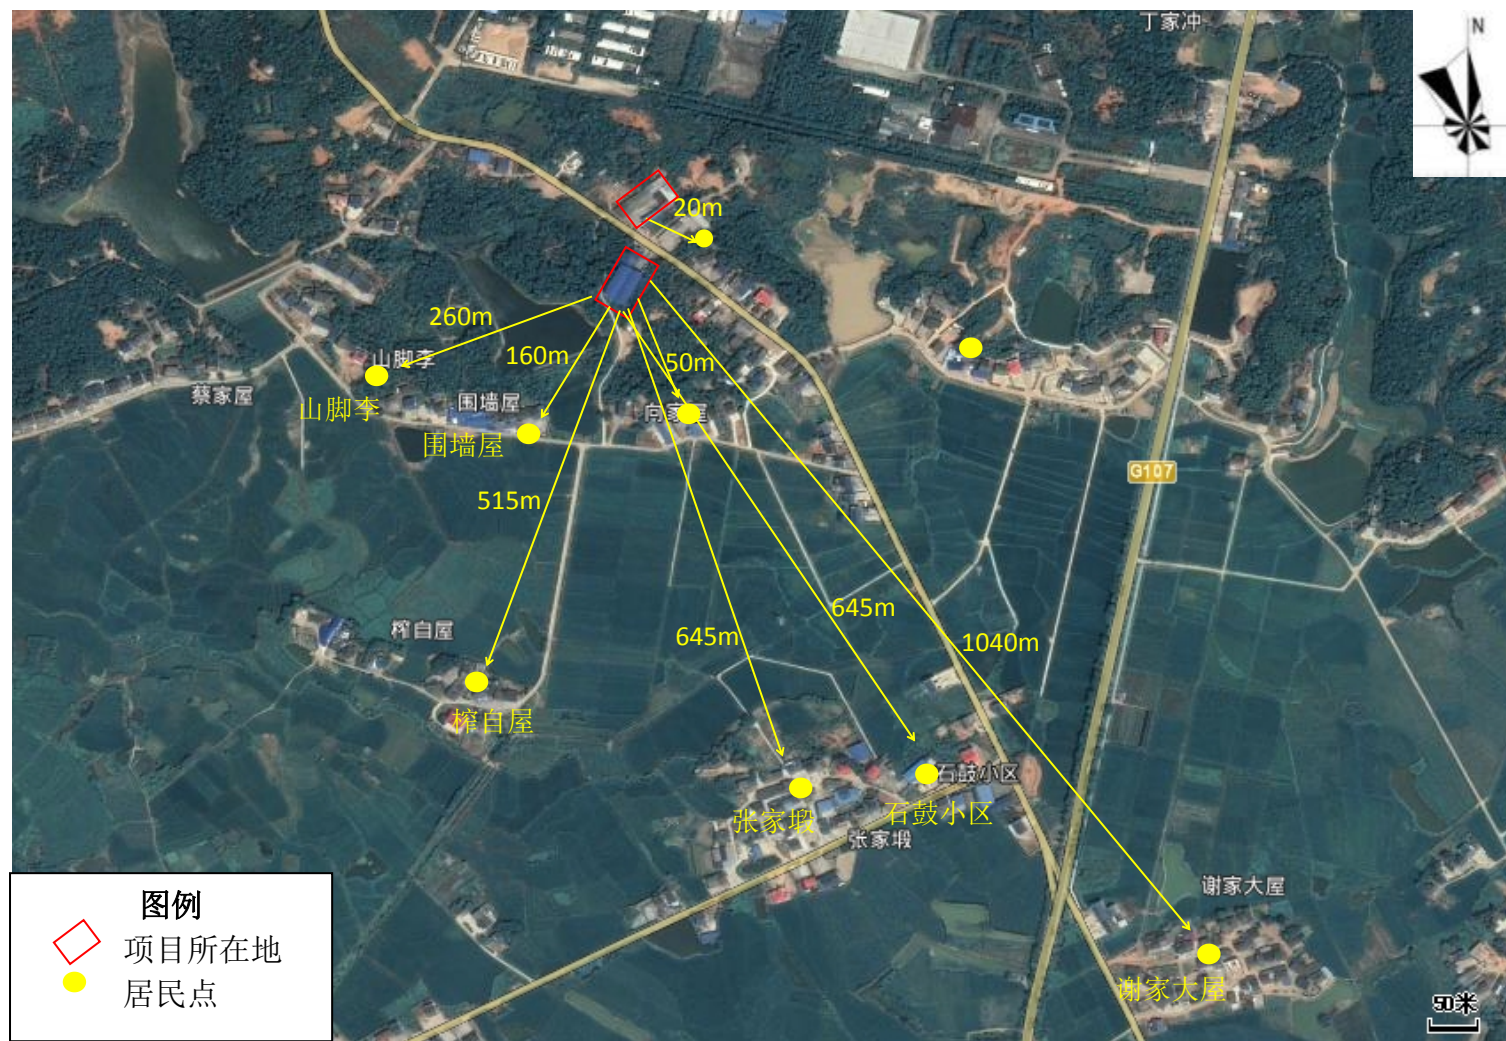 丁家冲
N
20m
260m
160m
50m
山脚李
蔡家屋
山脚李
围墙屋
向家屋
围墙屋
G107
515m
645m
645m
1040m
榨自屋
榨自屋
石鼓小区
张家塅
石鼓小区
张家塅
谢家大屋
谢家大屋
50米
图例
项目所在地
居民点